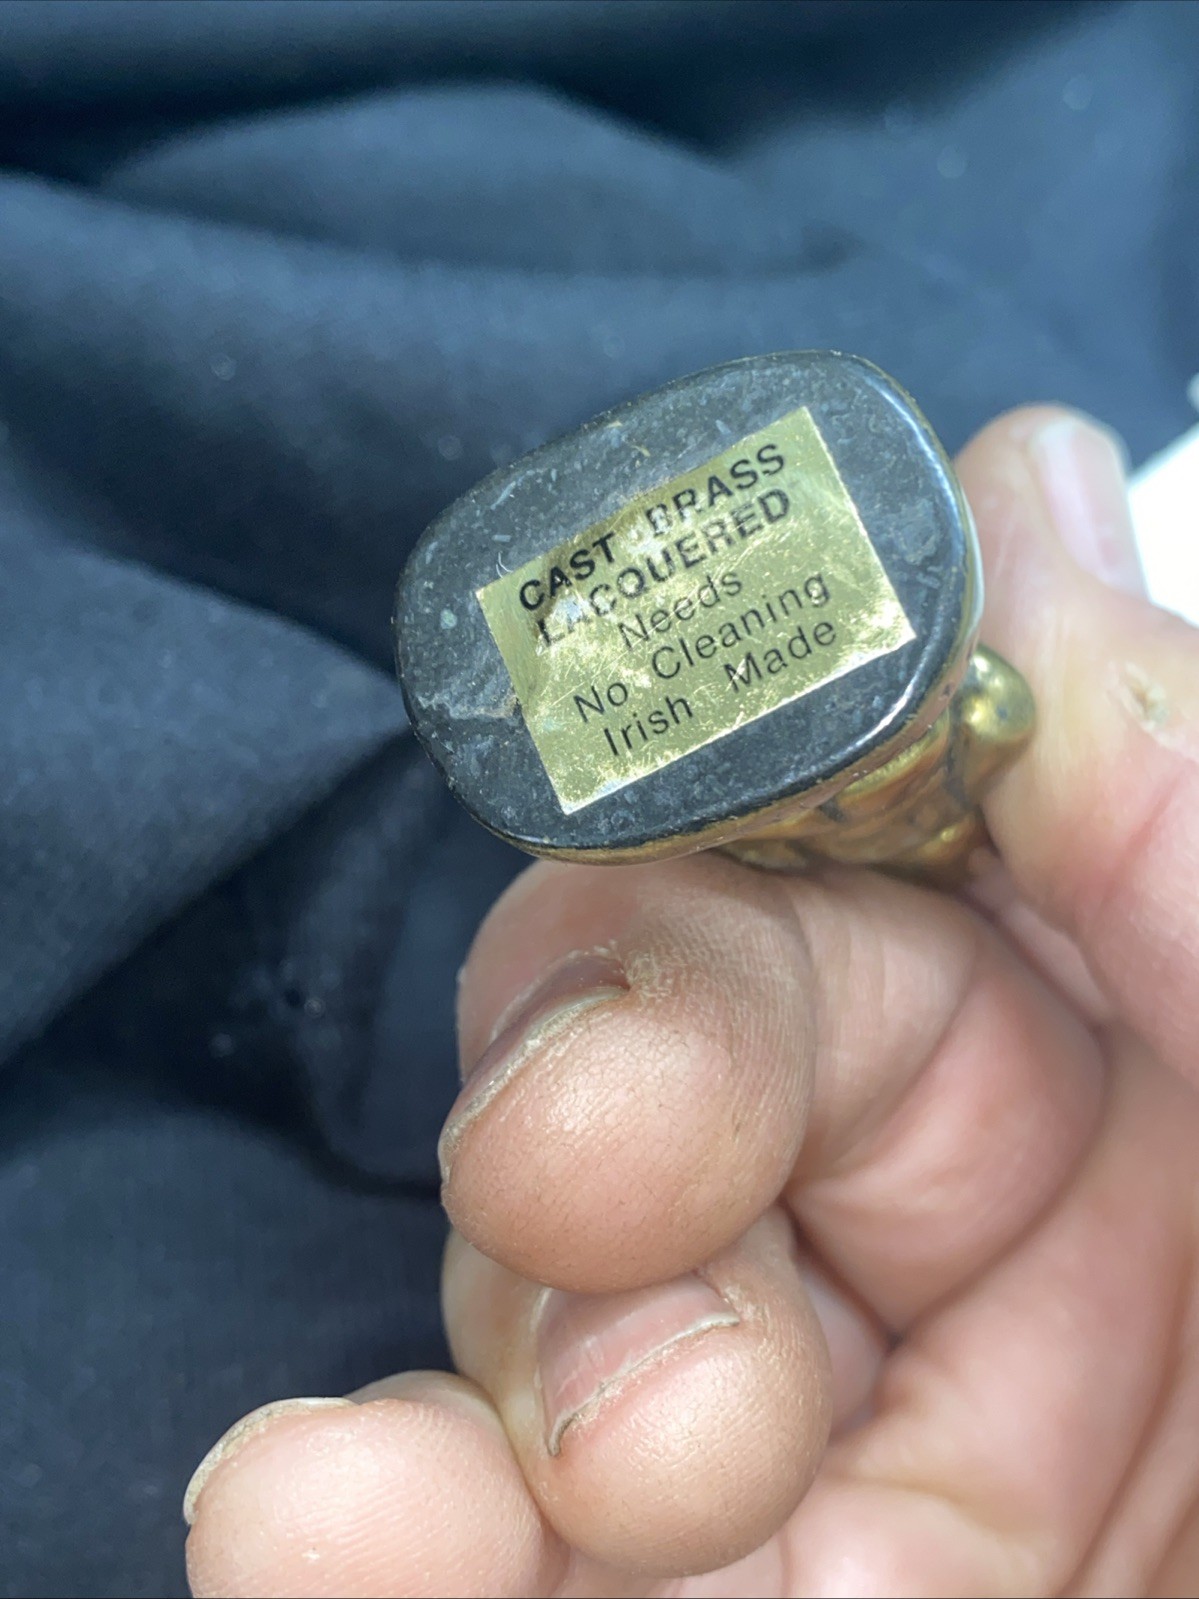 CAST BRASS
LACQUERED
Needs
No Cleaning
Irish Made